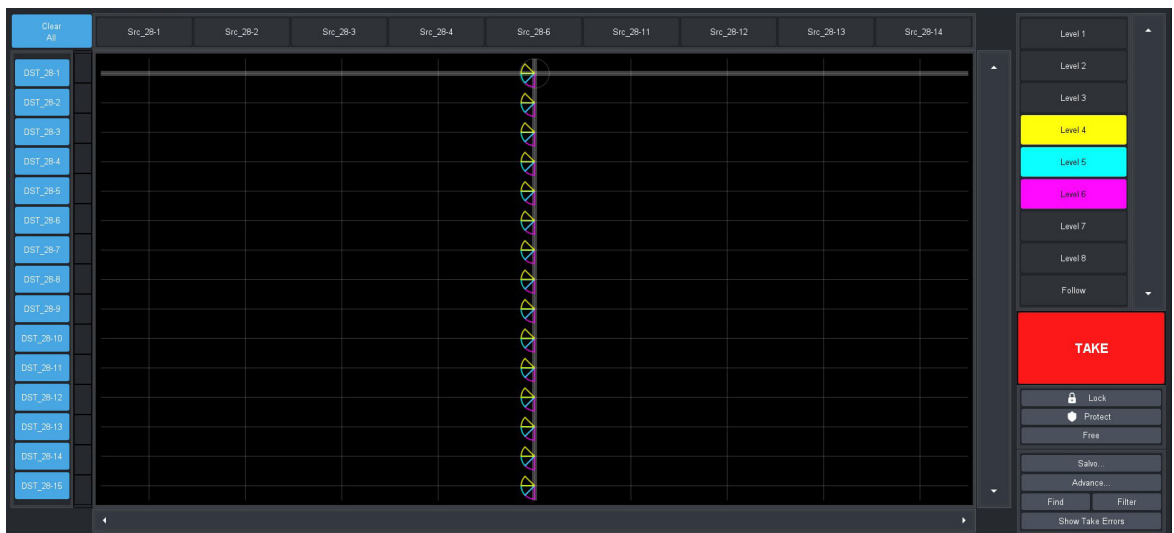 Clear
All
Src_28-1
Src_28-2
Src_28-3
Src_28-4
Src_28-6
Src_28-11
Src_28-12
Src_28-13
Src_28-14
DST_28-1
DST_28-2
DST_28-3
DST_28-4
DST_28-5
DST_28-6
DST_28-7
DST_28-8
DST_28-9
DST_28-10
DST_28-11
DST_28-12
DST_28-13
DST_28-14
DST_28-15
Level 1
Level 2
Level 3
Level 4
Level 5
Level 6
Level 7
Level 8
Follow
TAKE
Lock
Protect
Free
Salvo...
Advance...
Find
Filter
Show Take Errors